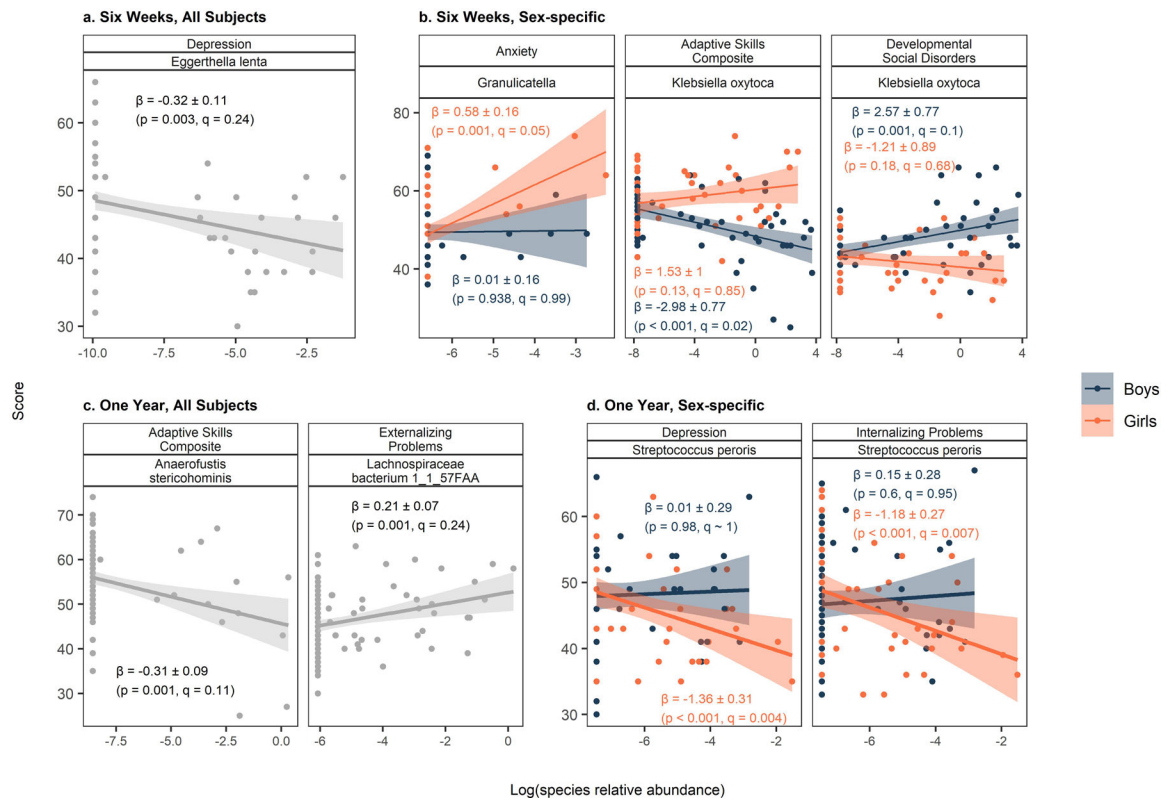 a. Six Weeks, All Subjects
Depression
Eggerthella lenta
β = -0.32 ± 0.11
(p = 0.003, q = 0.24)
60
50
40
30
-10.0
-7.5
-5.0
-2.5
b. Six Weeks, Sex-specific
Anxiety
Granulicatella
β = 0.58 ± 0.16
(p = 0.001, q = 0.05)
β = 0.01 ± 0.16
(p = 0.938, q = 0.99)
80
60
40
-6
-5
-4
-3
Adaptive Skills
Composite
Klebsiella oxytoca
β = 1.53 ± 1
(p = 0.13, q = 0.85)
β = -2.98 ± 0.77
(p < 0.001, q = 0.02)
-8
-4
0
4
Developmental
Social Disorders
Klebsiella oxytoca
β = 2.57 ± 0.77
(p = 0.001, q = 0.1)
β = -1.21 ± 0.89
(p = 0.18, q = 0.68)
-8
-4
0
4
Score
Boys
Girls
c. One Year, All Subjects
Adaptive Skills
Composite
Anaerofustis
stericohominis
β = -0.31 ± 0.09
(p = 0.001, q = 0.11)
70
60
50
40
30
-7.5
-5.0
-2.5
0.0
Externalizing
Problems
Lachnospiraceae
bacterium 1_1_57FAA
β = 0.21 ± 0.07
(p = 0.001, q = 0.24)
-6
-4
-2
0
d. One Year, Sex-specific
Depression
Streptococcus peroris
β = 0.01 ± 0.29
(p = 0.98, q ~ 1)
β = -1.36 ± 0.31
(p < 0.001, q = 0.004)
60
50
40
30
-6
-4
-2
Internalizing Problems
Streptococcus peroris
β = 0.15 ± 0.28
(p = 0.6, q = 0.95)
β = -1.18 ± 0.27
(p < 0.001, q = 0.007)
-6
-4
-2
Log(species relative abundance)